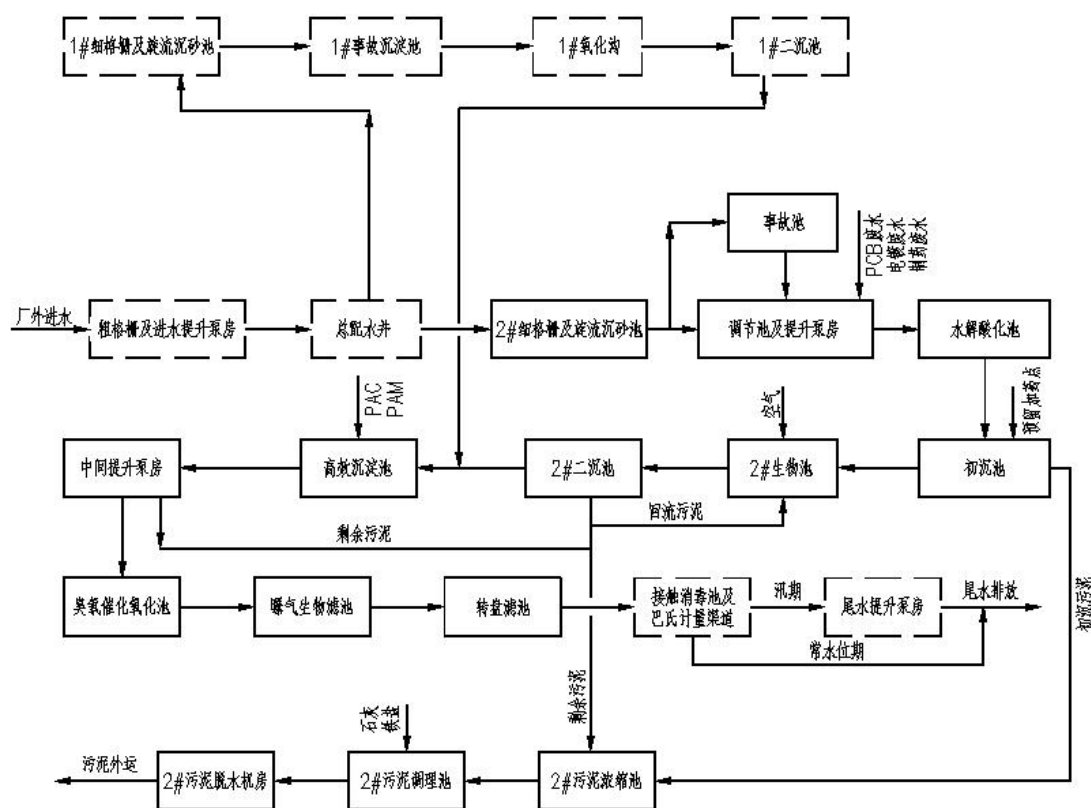 1#细格栅及旋流沉砂池
1#事故沉淀池
1#氧化沟
1#二沉池
事故池
PCB废水
电镀废水
制药废水
厂外进水
粗格栅及进水提升泵房
总配水井
2#细格栅及旋流沉砂池
调节池及提升泵房
水解酸化池
PAC
PAM
空气
预留加药点
中间提升泵房
高效沉淀池
2#二沉池
2#生物池
初沉池
剩余污泥
回流污泥
臭氧催化氧化池
曝气生物滤池
转盘滤池
接触消毒池及
巴氏计量渠道
汛期
尾水提升泵房
尾水排放
常水位期
初沉污泥
剩余污泥
石灰
铁盐
污泥外运
2#污泥脱水机房
2#污泥调理池
2#污泥浓缩池